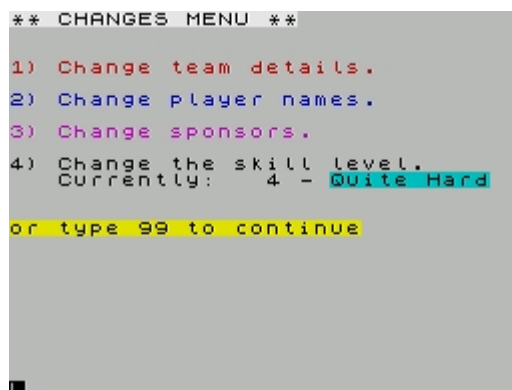 ** CHANGES MENU **
1) Change team details.
2) Change player names.
3) Change sponsors.
4) Change the skill level.
Currently: 4 - Quite Hard
or type 99 to continue
L